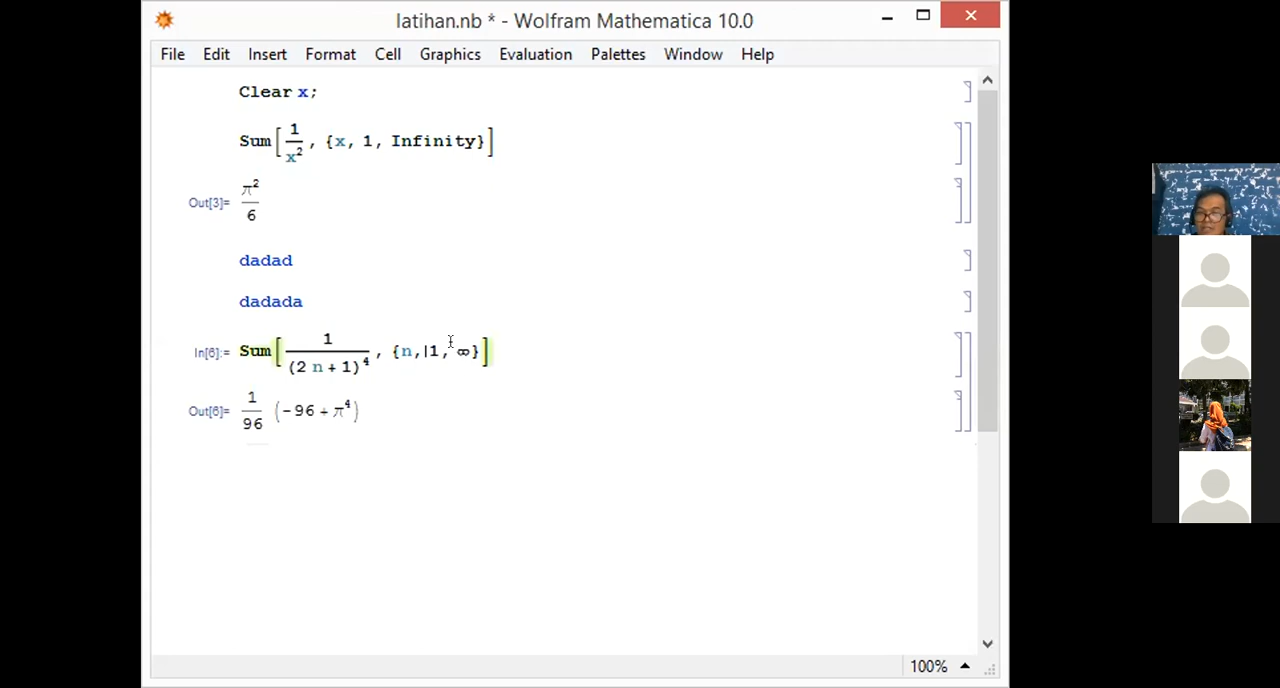 latihan.nb * - Wolfram Mathematica 10.0
File Edit Insert Format Graphics Cell Graphics Evaluation Palettes Window Help
Clear x;
Sum[1/x², {x, 1, Infinity}]
Out[3]= π²/6
dadad
dadada
In[6]:= Sum[1/(2 n + 1)⁴, {n, 1, ∞}]
Out[6]= 1/96 (-96 + π⁴)
100%